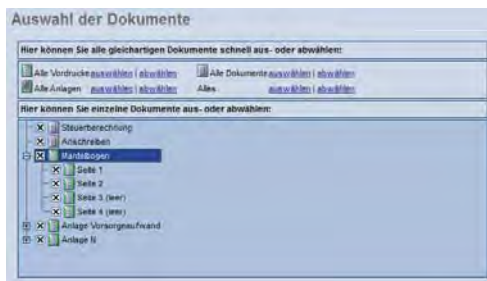 Auswahl der Dokumente
Hier können Sie alle gleichartigen Dokumente schnell aus- oder abwählen:
Alle Vordrucke auswählen | abwählen Alle Dokumente auswählen | abwählen
Alle Anlagen auswählen | abwählen Alles auswählen | abwählen
Hier können Sie einzelne Dokumente aus- oder abwählen:
Steuerberechnung
Anschreiben
Mantelbogen
Seite 1
Seite 2
Seite 3 (leer)
Seite 4 (leer)
Anlage Vorsorgeaufwand
Anlage N